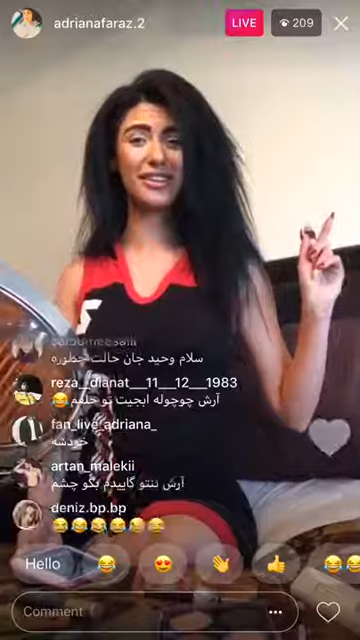 adrianafaraz.2
LIVE
209
سلام وحید جان حالت چطوره
reza__dianat__11__12__1983
آرش چوچوله ابجیت تو حلقم 😂
fan_live_adriana_
خودشه
artan_malekii
آرش ننتو گاییدم بگو چشم
deniz.bp.bp
😂😂😂😂😂😂
Hello 😂 😍 👋 👍 😂😂
Comment